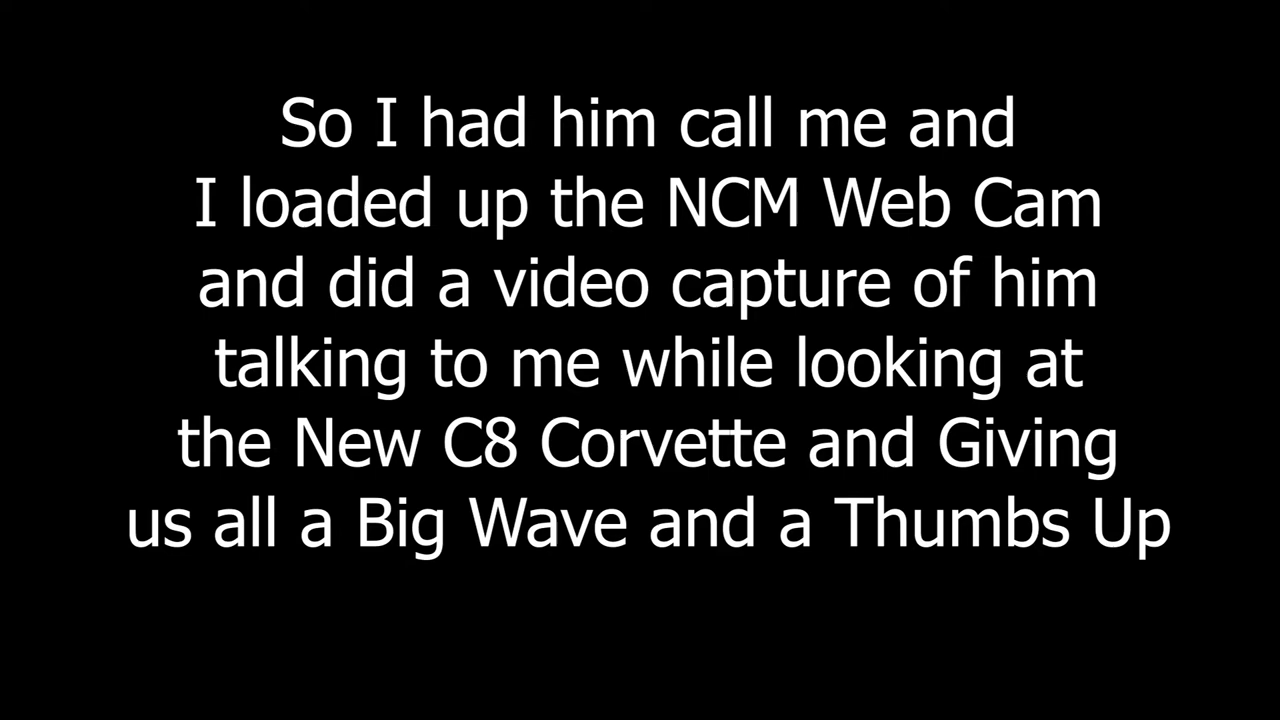 So I had him call me and
I loaded up the NCM Web Cam
and did a video capture of him
talking to me while looking at
the New C8 Corvette and Giving
us all a Big Wave and a Thumbs Up